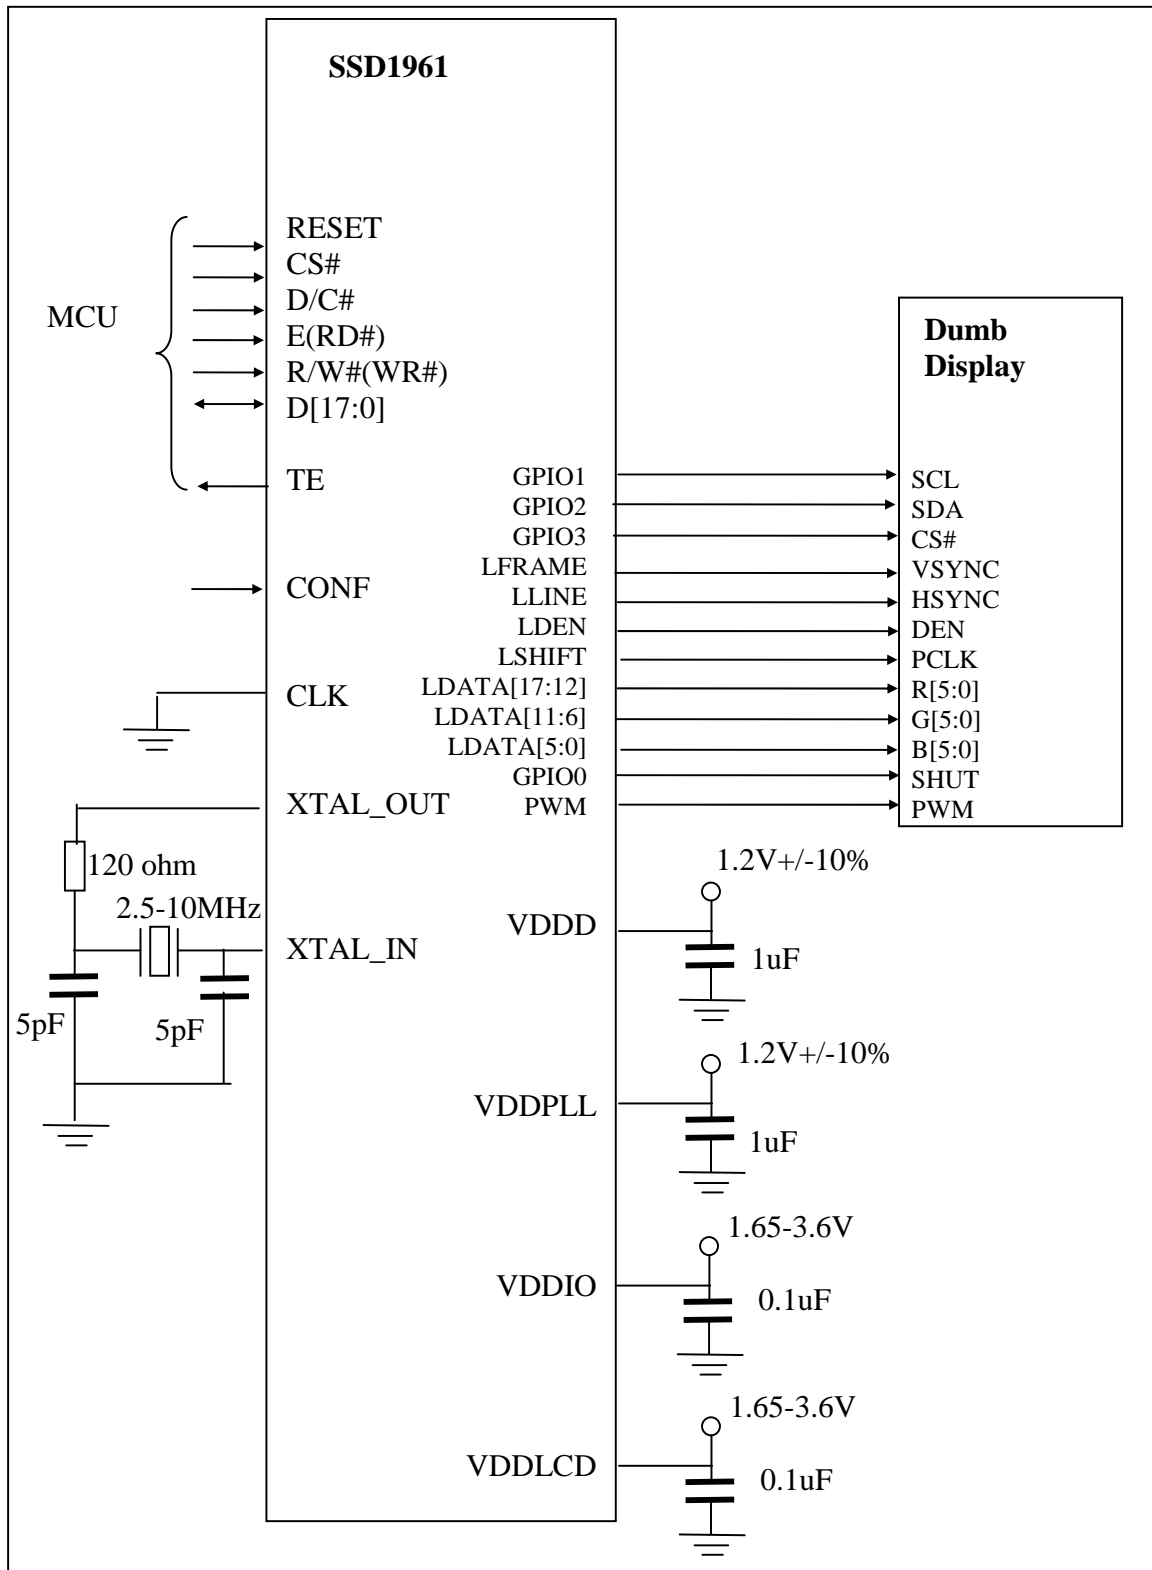 SSD1961
MCU
RESET
CS#
D/C#
E(RD#)
R/W#(WR#)
D[17:0]
TE
CONF
CLK
XTAL_OUT
120 ohm
2.5-10MHz
XTAL_IN
5pF
5pF
GPIO1
GPIO2
GPIO3
LFRAME
LLINE
LDEN
LSHIFT
LDATA[17:12]
LDATA[11:6]
LDATA[5:0]
GPIO0
PWM
Dumb
Display
SCL
SDA
CS#
VSYNC
HSYNC
DEN
PCLK
R[5:0]
G[5:0]
B[5:0]
SHUT
PWM
1.2V+/-10%
VDDD
1uF
1.2V+/-10%
VDDPLL
1uF
1.65-3.6V
VDDIO
0.1uF
1.65-3.6V
VDDLCD
0.1uF